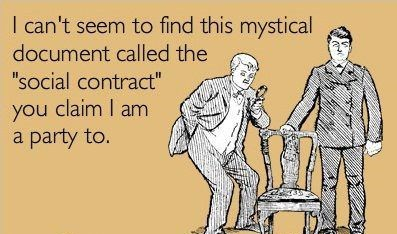 I can't seem to find this mystical
document called the
"social contract"
you claim I am
a party to.